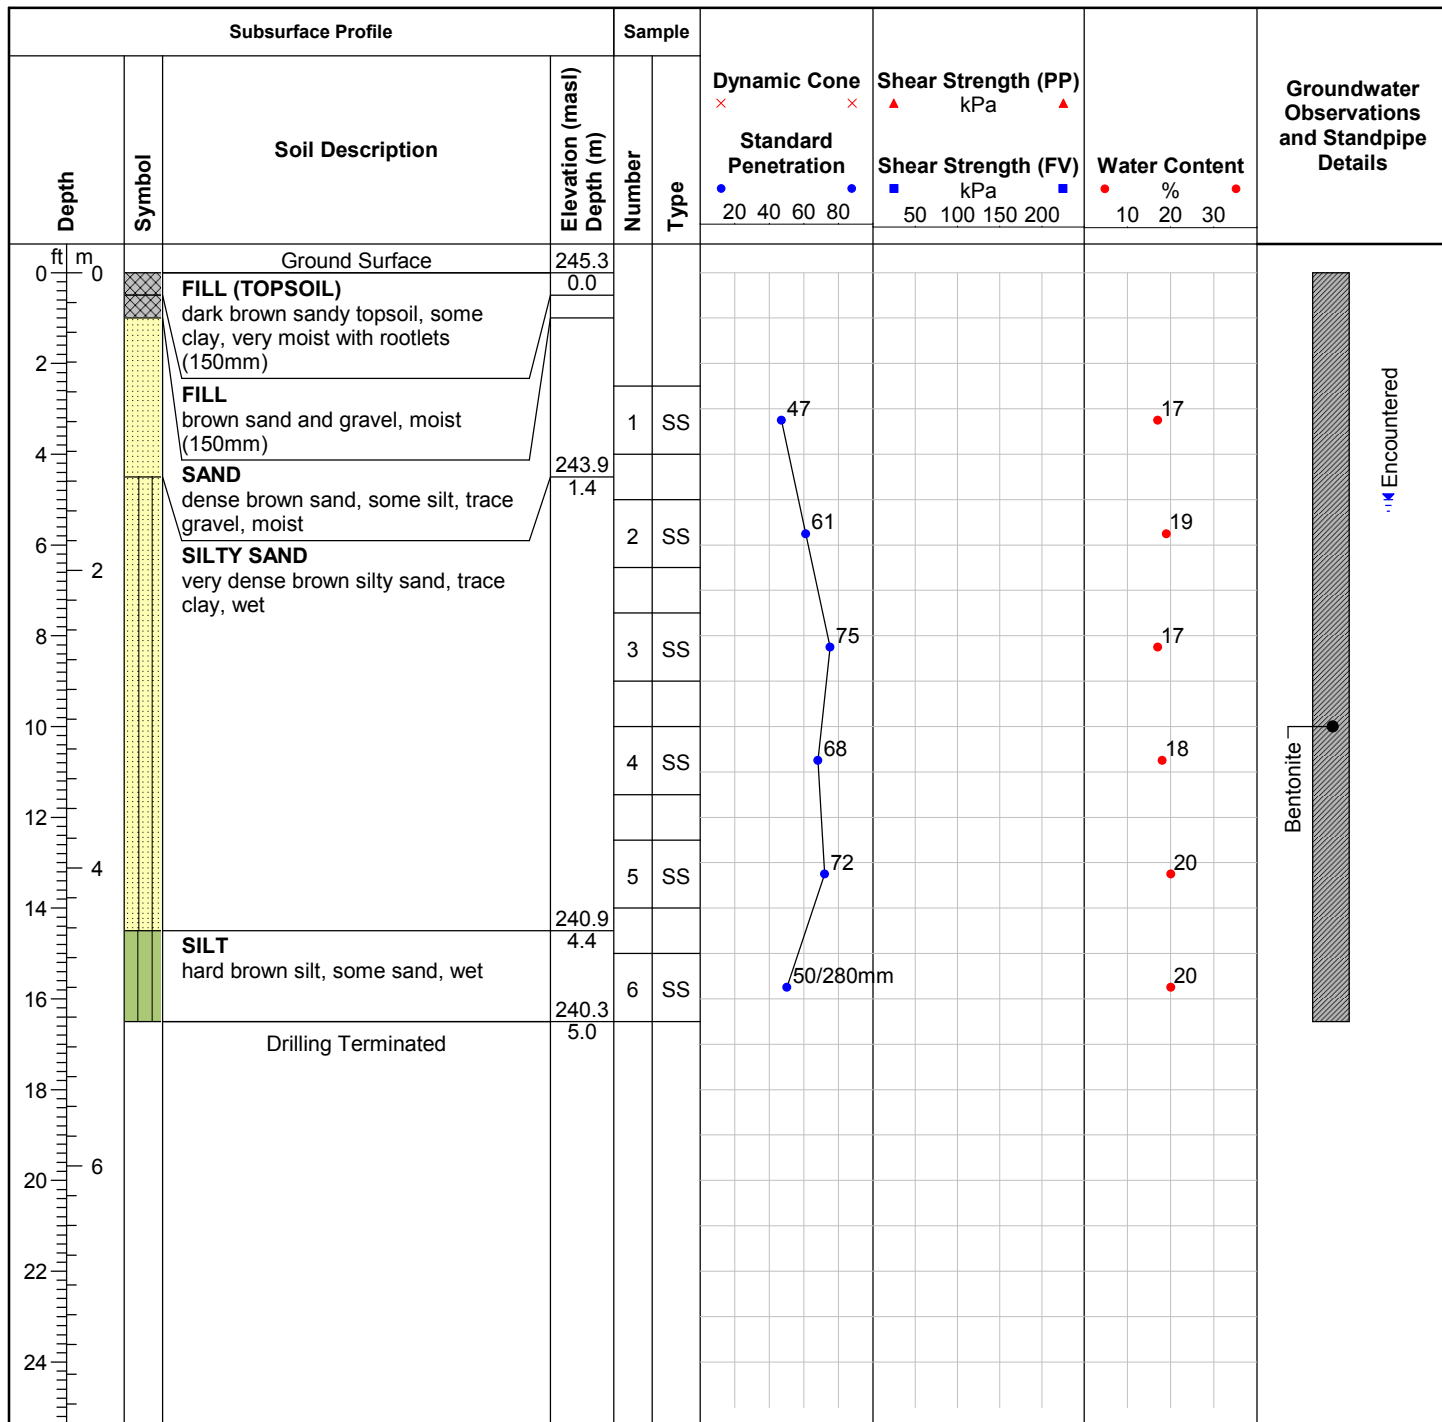 Subsurface Profile
Sample
Depth
Symbol
Soil Description
Elevation (masl)
Depth (m)
Number
Type
Dynamic Cone
Standard
Penetration
20 40 60 80
Shear Strength (PP)
kPa
Shear Strength (FV)
kPa
50 100 150 200
Water Content
%
10 20 30
Groundwater
Observations
and Standpipe
Details
ft m
0 0
2
4
6
2
8
10
12
4
14
16
18
6
20
22
24
Ground Surface
245.3
0.0
FILL (TOPSOIL)
dark brown sandy topsoil, some
clay, very moist with rootlets
(150mm)
FILL
brown sand and gravel, moist
(150mm)
243.9
1.4
SAND
dense brown sand, some silt, trace
gravel, moist
SILTY SAND
very dense brown silty sand, trace
clay, wet
240.9
4.4
SILT
hard brown silt, some sand, wet
240.3
5.0
Drilling Terminated
1 SS 47 17
2 SS 61 19
3 SS 75 17
4 SS 68 18
5 SS 72 20
6 SS 50/280mm 20
Bentonite
Encountered